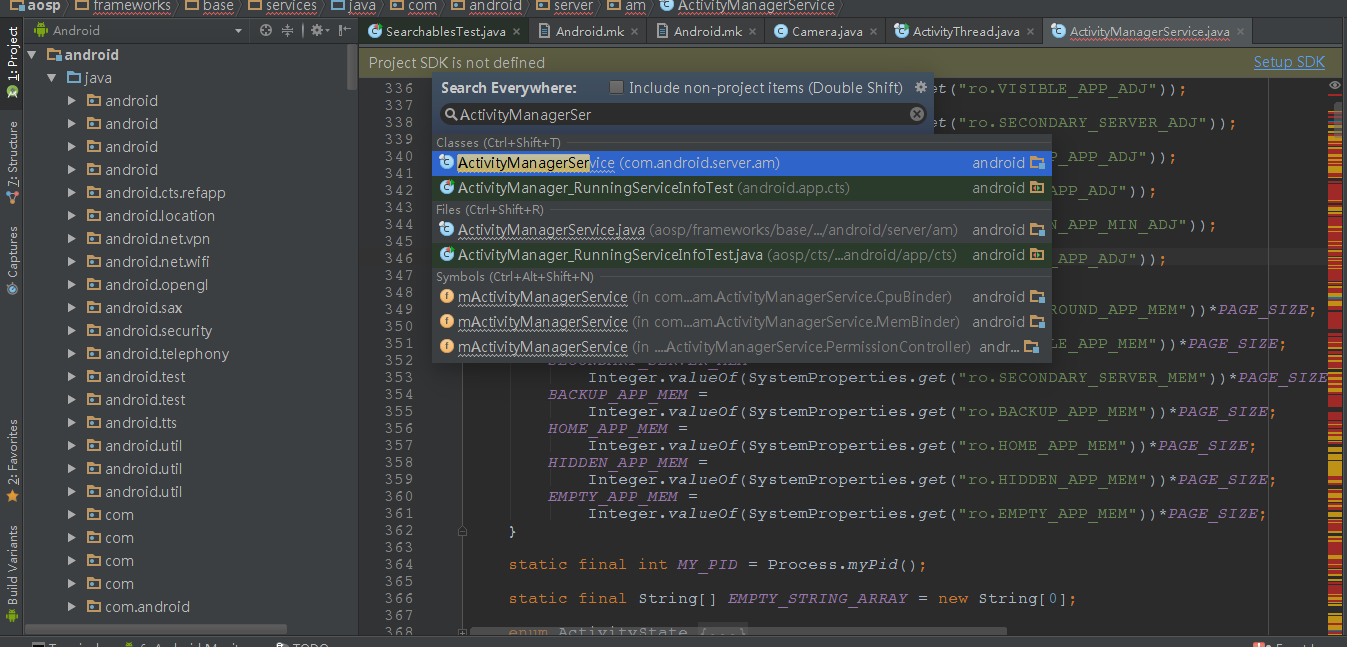 aosp frameworks base services java com android server am ActivityManagerService
Android
SearchablesTest.java Android.mk Android.mk Camera.java ActivityThread.java ActivityManagerService.java
1: Project
7: Structure
Captures
2: Favorites
Build Variants
android
java
android
android
android
android
android.cts.refapp
android.location
android.net.vpn
android.net.wifi
android.opengl
android.sax
android.security
android.telephony
android.test
android.test
android.tts
android.util
android.util
android.util
com
com
com
com
com.android
Project SDK is not defined Setup SDK
Search Everywhere: Include non-project items (Double Shift)
ActivityManagerSer
Classes (Ctrl+Shift+T)
ActivityManagerService (com.android.server.am) android
ActivityManager_RunningServiceInfoTest (android.app.cts) android
Files (Ctrl+Shift+R)
ActivityManagerService.java (aosp/frameworks/base/.../android/server/am) android
ActivityManager_RunningServiceInfoTest.java (aosp/cts/...android/app/cts) android
Symbols (Ctrl+Alt+Shift+N)
mActivityManagerService (in com...am.ActivityManagerService.CpuBinder) android
mActivityManagerService (in com...am.ActivityManagerService.MemBinder) android
mActivityManagerService (in ....ActivityManagerService.PermissionController) andr...
336 et("ro.VISIBLE_APP_ADJ"));
337
338 et("ro.SECONDARY_SERVER_ADJ"));
339
340 P_APP_ADJ"));
341
342 APP_ADJ"));
343
344 N_APP_MIN_ADJ"));
345
346 _APP_ADJ"));
347
348
349 ROUND_APP_MEM"))*PAGE_SIZE;
350
351 LE_APP_MEM"))*PAGE_SIZE;
352 SECONDARY_SERVER_MEM
353 Integer.valueOf(SystemProperties.get("ro.SECONDARY_SERVER_MEM"))*PAGE_SIZE
354 BACKUP_APP_MEM =
355 Integer.valueOf(SystemProperties.get("ro.BACKUP_APP_MEM"))*PAGE_SIZE;
356 HOME_APP_MEM =
357 Integer.valueOf(SystemProperties.get("ro.HOME_APP_MEM"))*PAGE_SIZE;
358 HIDDEN_APP_MEM =
359 Integer.valueOf(SystemProperties.get("ro.HIDDEN_APP_MEM"))*PAGE_SIZE;
360 EMPTY_APP_MEM =
361 Integer.valueOf(SystemProperties.get("ro.EMPTY_APP_MEM"))*PAGE_SIZE;
362 }
363
364 static final int MY_PID = Process.myPid();
365
366 static final String[] EMPTY_STRING_ARRAY = new String[0];
367
368 enum ActivityState {...}
Terminal 6: Android Monitor TODO